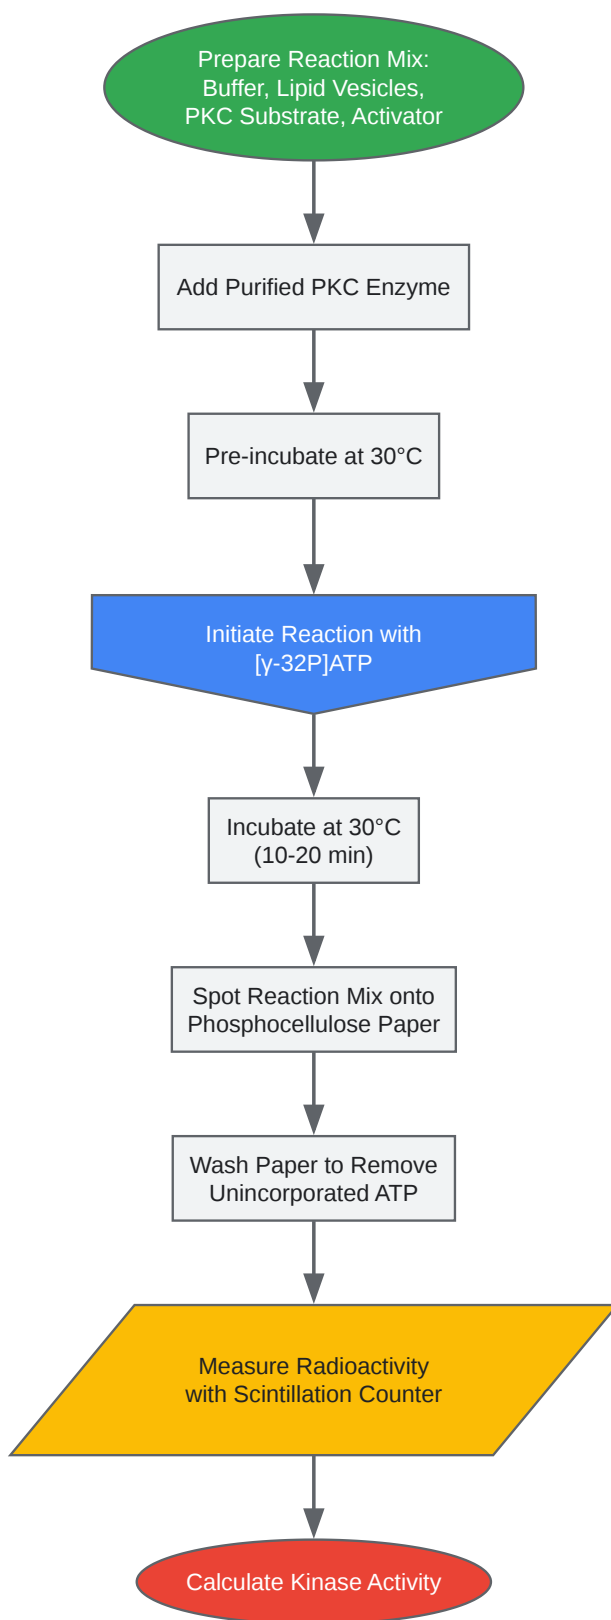 Prepare Reaction Mix:
Buffer, Lipid Vesicles,
PKC Substrate, Activator
Add Purified PKC Enzyme
Pre-incubate at 30°C
Initiate Reaction with
[γ-32P]ATP
Incubate at 30°C
(10-20 min)
Spot Reaction Mix onto
Phosphocellulose Paper
Wash Paper to Remove
Unincorporated ATP
Measure Radioactivity
with Scintillation Counter
Calculate Kinase Activity